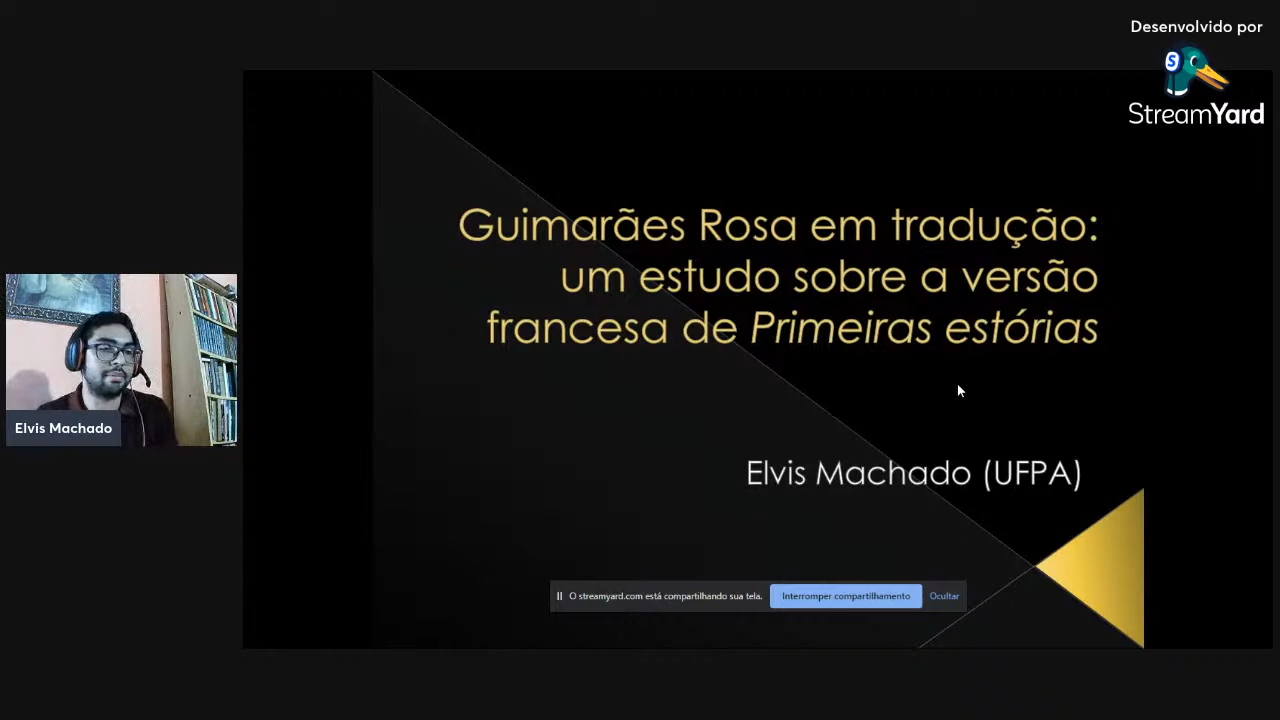 Desenvolvido por
StreamYard
Guimarães Rosa em tradução:
um estudo sobre a versão
francesa de Primeiras estórias
Elvis Machado
Elvis Machado (UFPA)
O streamyard.com está compartilhando sua tela. Interromper compartilhamento Ocultar